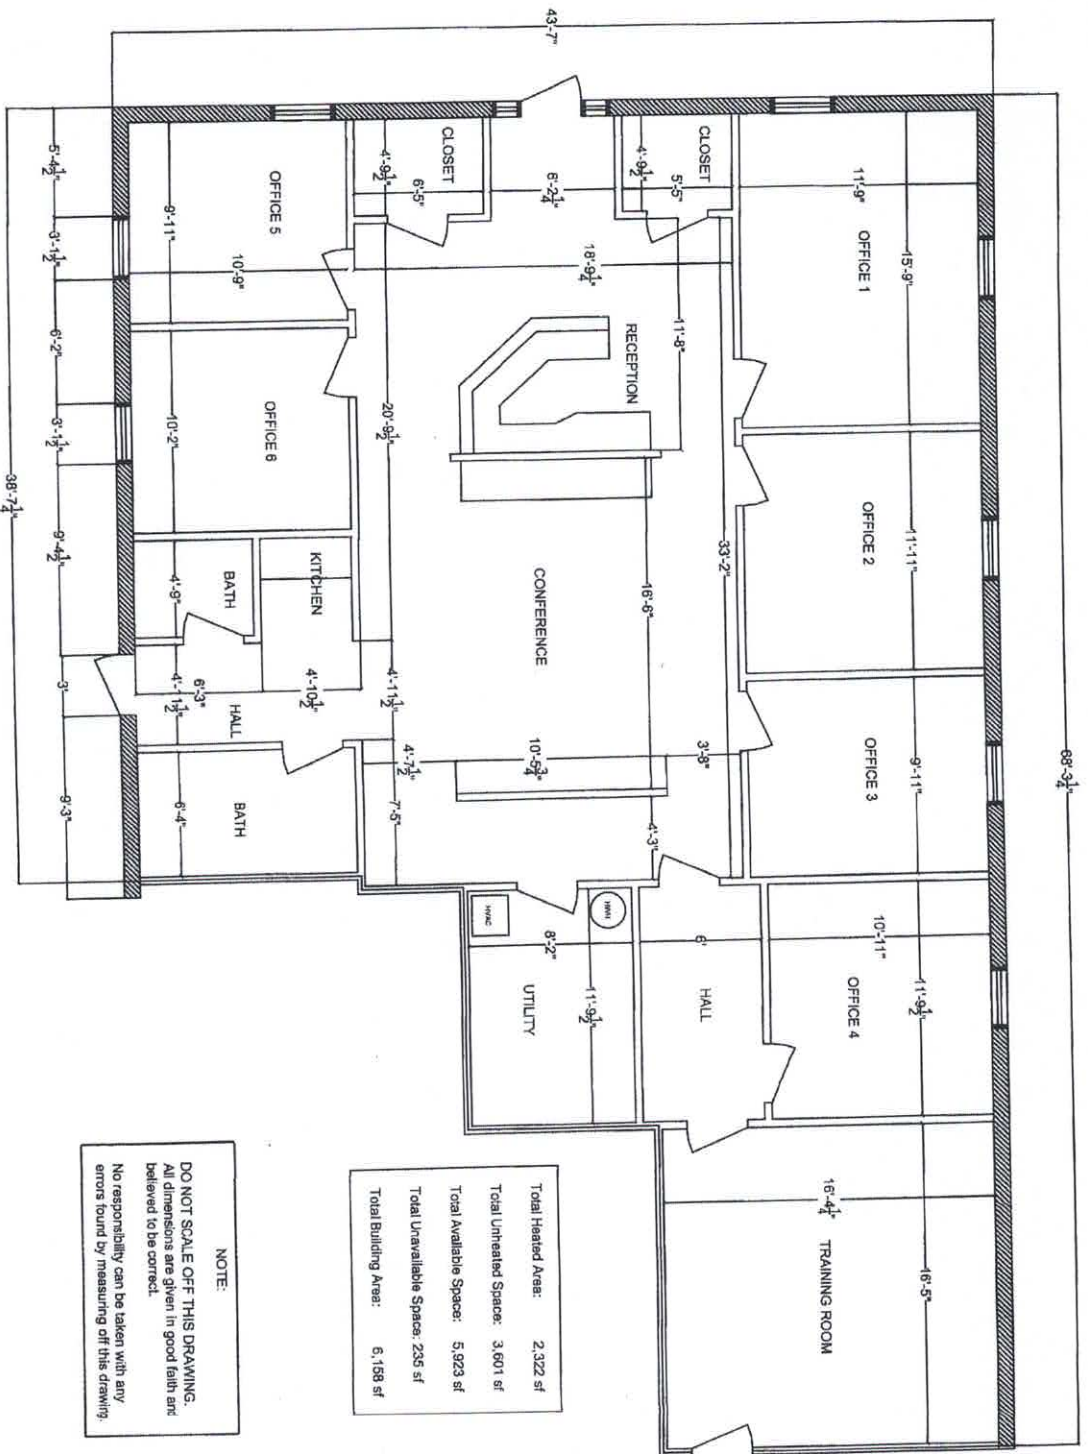 43'-7"
68'-3¼"
38'-7¼"
5'-4½"
3'-1½"
6'-2"
3'-1½"
9'-4½"
3'
9'-3"
OFFICE 1
11'-9"
15'-9"
OFFICE 2
11'-11"
OFFICE 3
9'-11"
OFFICE 4
10'-11"
11'-9½"
TRAINING ROOM
16'-4¼"
16'-5"
CLOSET
4'-9½"
5'-5"
6'-2¼"
CLOSET
4'-9½"
6'-5"
18'-9¼"
11'-8"
RECEPTION
33'-2"
20'-9½"
CONFERENCE
16'-6"
3'-8"
10'-5¾"
4'-7½"
4'-3"
7'-5"
4'-11½"
HALL
6'
UTILITY
8'-2"
11'-9½"
HWH
HVAC
OFFICE 5
9'-11"
10'-9"
OFFICE 6
10'-2"
KITCHEN
4'-10½"
BATH
4'-9"
6'-3"
4'-11½"
HALL
BATH
6'-4"
Total Heated Area: 2,322 sf
Total Unheated Space: 3,601 sf
Total Available Space: 5,923 sf
Total Unavailable Space: 235 sf
Total Building Area: 6,158 sf
NOTE:
DO NOT SCALE OFF THIS DRAWING.
All dimensions are given in good faith and
believed to be correct.
No responsibility can be taken with any
errors found by measuring off this drawing.